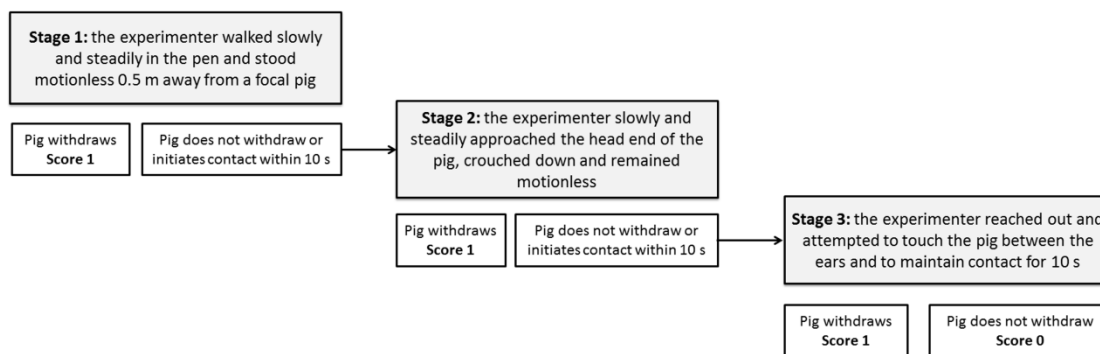 Stage 1: the experimenter walked slowly
and steadily in the pen and stood
motionless 0.5 m away from a focal pig
Pig withdraws
Score 1
Pig does not withdraw or
initiates contact within 10 s
Stage 2: the experimenter slowly and
steadily approached the head end of the
pig, crouched down and remained
motionless
Pig withdraws
Score 1
Pig does not withdraw or
initiates contact within 10 s
Stage 3: the experimenter reached out and
attempted to touch the pig between the
ears and to maintain contact for 10 s
Pig withdraws
Score 1
Pig does not withdraw
Score 0